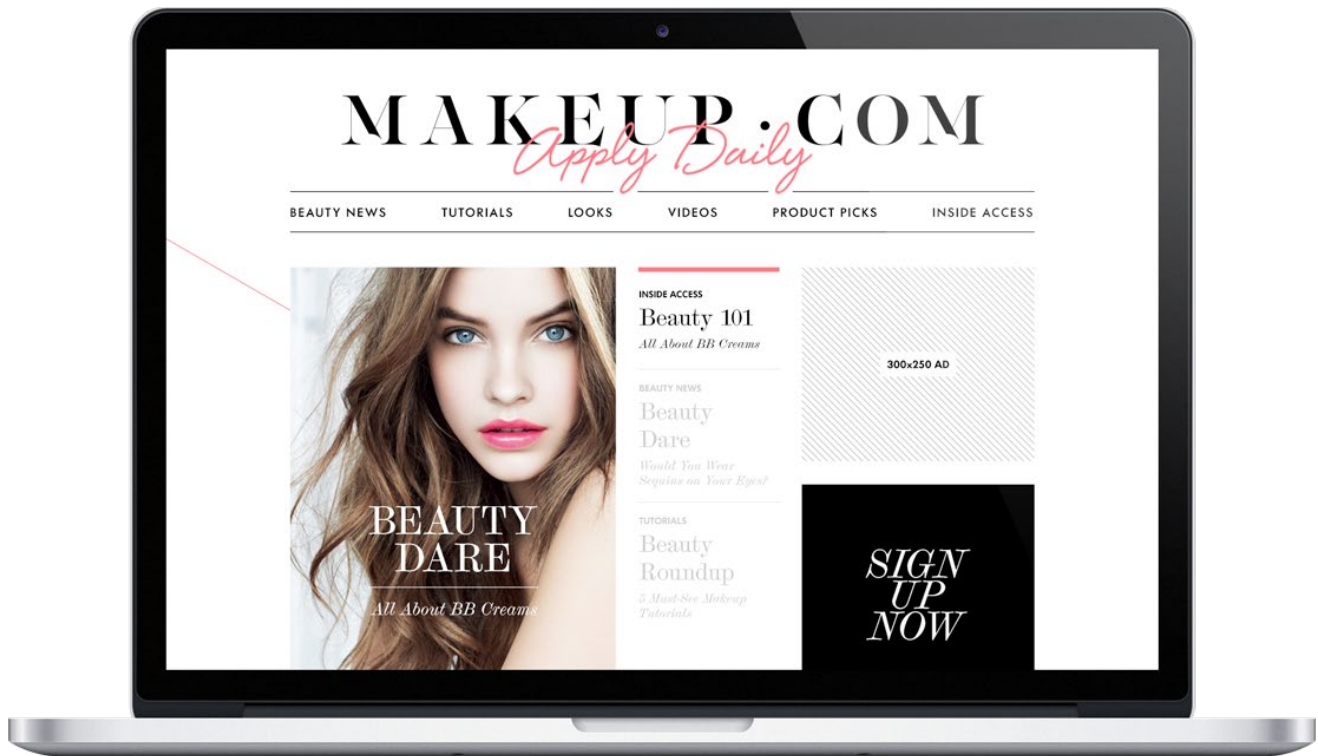 MAKEUP.COM
Apply Daily
BEAUTY NEWS TUTORIALS LOOKS VIDEOS PRODUCT PICKS INSIDE ACCESS
BEAUTY
DARE
All About BB Creams
INSIDE ACCESS
Beauty 101
All About BB Creams
BEAUTY NEWS
Beauty
Dare
Would You Wear
Sequins on Your Eyes?
TUTORIALS
Beauty
Roundup
5 Must-See Makeup
Tutorials
300x250 AD
SIGN
UP
NOW